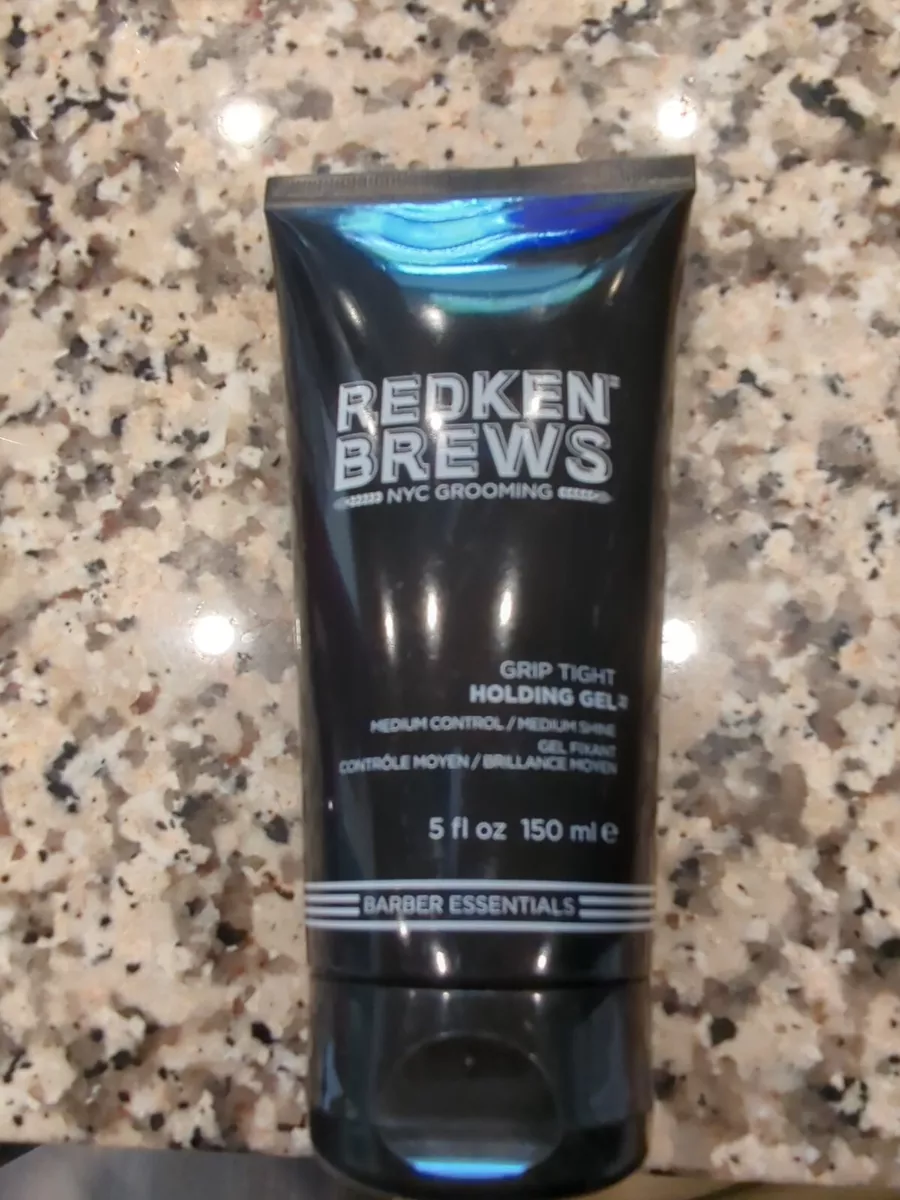 REDKEN™
BREWS
NYC GROOMING
GRIP TIGHT
HOLDING GEL
MEDIUM CONTROL / MEDIUM SHINE
GEL FIXANT
CONTRÔLE MOYEN / BRILLANCE MOYEN
5 fl oz 150 ml ℮
BARBER ESSENTIALS